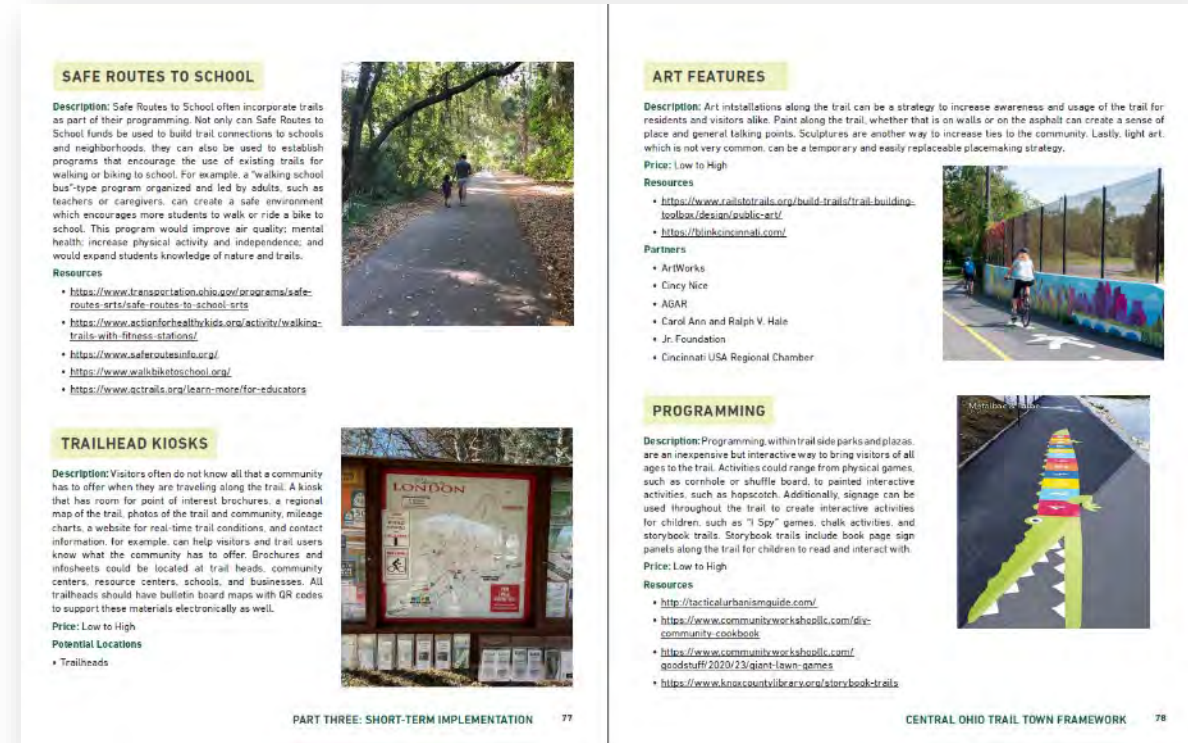 SAFE ROUTES TO SCHOOL
Description: Safe Routes to School often incorporate trails
as part of their programming. Not only can Safe Routes to
School funds be used to build trail connections to schools
and neighborhoods, they can also be used to establish
programs that encourage the use of existing trails for
walking or biking to school. For example, a "walking school
bus"-type program organized and led by adults, such as
teachers or caregivers, can create a safe environment
which encourages more students to walk or ride a bike to
school. This program would improve air quality; mental
health; increase physical activity and independence; and
would expand students knowledge of nature and trails.
Resources
• https://www.transportation.ohio.gov/programs/safe-
routes-srts/safe-routes-to-school-srts
• https://www.actionforhealthykids.org/activity/walking-
trails-with-fitness-stations/
• https://www.saferoutesinfo.org/
• https://www.walkbiketoschool.org/
• https://www.qctrails.org/learn-more/for-educators
TRAILHEAD KIOSKS
Description: Visitors often do not know all that a community
has to offer when they are traveling along the trail. A kiosk
that has room for point of interest brochures, a regional
map of the trail, photos of the trail and community, mileage
charts, a website for real-time trail conditions, and contact
information, for example, can help visitors and trail users
know what the community has to offer. Brochures and
infosheets could be located at trail heads, community
centers, resource centers, schools, and businesses. All
trailheads should have bulletin board maps with QR codes
to support these materials electronically as well.
Price: Low to High
Potential Locations
• Trailheads
LONDON
PART THREE: SHORT-TERM IMPLEMENTATION 77
ART FEATURES
Description: Art intstallations along the trail can be a strategy to increase awareness and usage of the trail for
residents and visitors alike. Paint along the trail, whether that is on walls or on the asphalt can create a sense of
place and general talking points. Sculptures are another way to increase ties to the community. Lastly, light art,
which is not very common, can be a temporary and easily replaceable placemaking strategy.
Price: Low to High
Resources
• https://www.railstotrails.org/build-trails/trail-building-
toolbox/design/public-art/
• https://blinkcincinnati.com/
Partners
• ArtWorks
• Cincy Nice
• AGAR
• Carol Ann and Ralph V. Hale
• Jr. Foundation
• Cincinnati USA Regional Chamber
PROGRAMMING
Description: Programming, within trail side parks and plazas,
are an inexpensive but interactive way to bring visitors of all
ages to the trail. Activities could range from physical games,
such as cornhole or shuffle board, to painted interactive
activities, such as hopscotch. Additionally, signage can be
used throughout the trail to create interactive activities
for children, such as "I Spy" games, chalk activities, and
storybook trails. Storybook trails include book page sign
panels along the trail for children to read and interact with.
Price: Low to High
Resources
• http://tacticalurbanismguide.com/
• https://www.communityworkshopllc.com/diy-
community-cookbook
• https://www.communityworkshopllc.com/
goodstuff/2020/23/giant-lawn-games
• https://www.knoxcountylibrary.org/storybook-trails
CENTRAL OHIO TRAIL TOWN FRAMEWORK 78